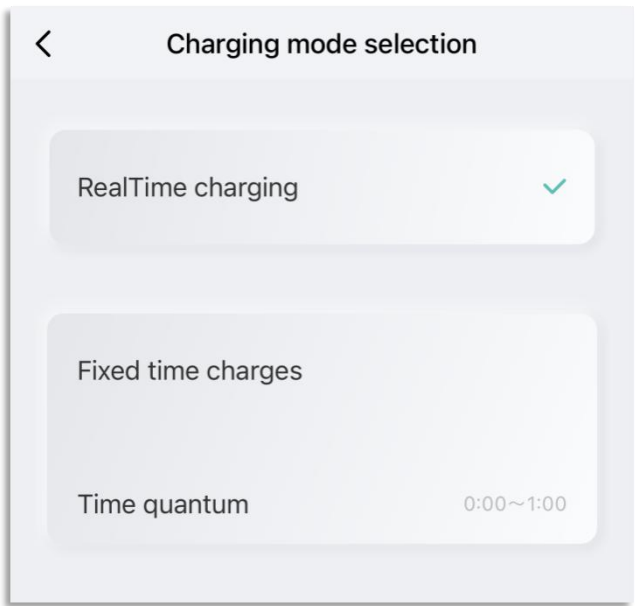 Charging mode selection
RealTime charging
Fixed time charges
Time quantum 0:00~1:00